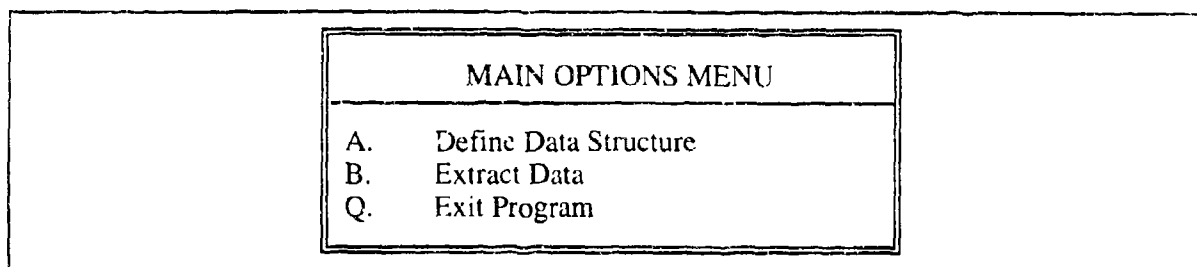 MAIN OPTIONS MENU
A. Define Data Structure
B. Extract Data
Q. Exit Program